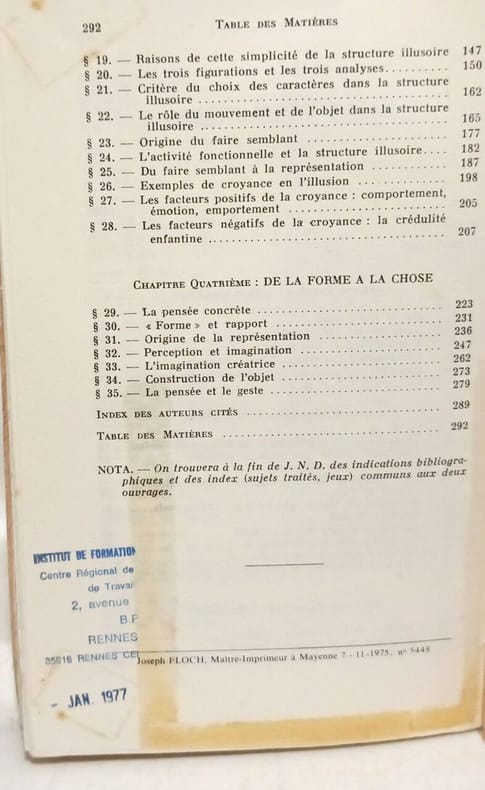 292 TABLE DES MATIÈRES
§ 19. — Raisons de cette simplicité de la structure illusoire 147
§ 20. — Les trois figurations et les trois analyses.......... 150
§ 21. — Critère du choix des caractères dans la structure
illusoire ........................................ 162
§ 22. — Le rôle du mouvement et de l'objet dans la structure
illusoire ........................................ 165
§ 23. — Origine du faire semblant ...................... 177
§ 24. — L'activité fonctionnelle et la structure illusoire.... 182
§ 25. — Du faire semblant à la représentation ............ 187
§ 26. — Exemples de croyance en l'illusion .............. 198
§ 27. — Les facteurs positifs de la croyance : comportement,
émotion, emportement .......................... 205
§ 28. — Les facteurs négatifs de la croyance : la crédulité
enfantine ...................................... 207
CHAPITRE QUATRIÈME : DE LA FORME A LA CHOSE
§ 29. — La pensée concrète ............................ 223
§ 30. — « Forme » et rapport .......................... 231
§ 31. — Origine de la représentation .................... 236
§ 32. — Perception et imagination ...................... 247
§ 33. — L'imagination créatrice ........................ 262
§ 34. — Construction de l'objet ........................ 273
§ 35. — La pensée et le geste .......................... 279
INDEX DES AUTEURS CITÉS .............................. 289
TABLE DES MATIÈRES .................................. 292
NOTA. — On trouvera à la fin de J. N. D. des indications bibliogra-
phiques et des index (sujets traités, jeux) communs aux deux
ouvrages.
INSTITUT DE FORMATION
Centre Régional de
de Travai
2, avenue
B.P
RENNES
35016 RENNES CE
Joseph FLOCH, Maître-Imprimeur à Mayenne 7 - 11 - 1975. n° 5448
- JAN. 1977